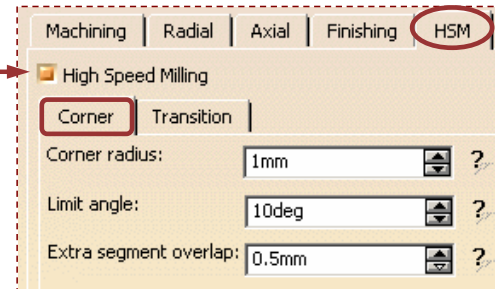 Machining Radial Axial Finishing HSM
High Speed Milling
Corner Transition
Corner radius: 1mm ?
Limit angle: 10deg ?
Extra segment overlap: 0.5mm ?